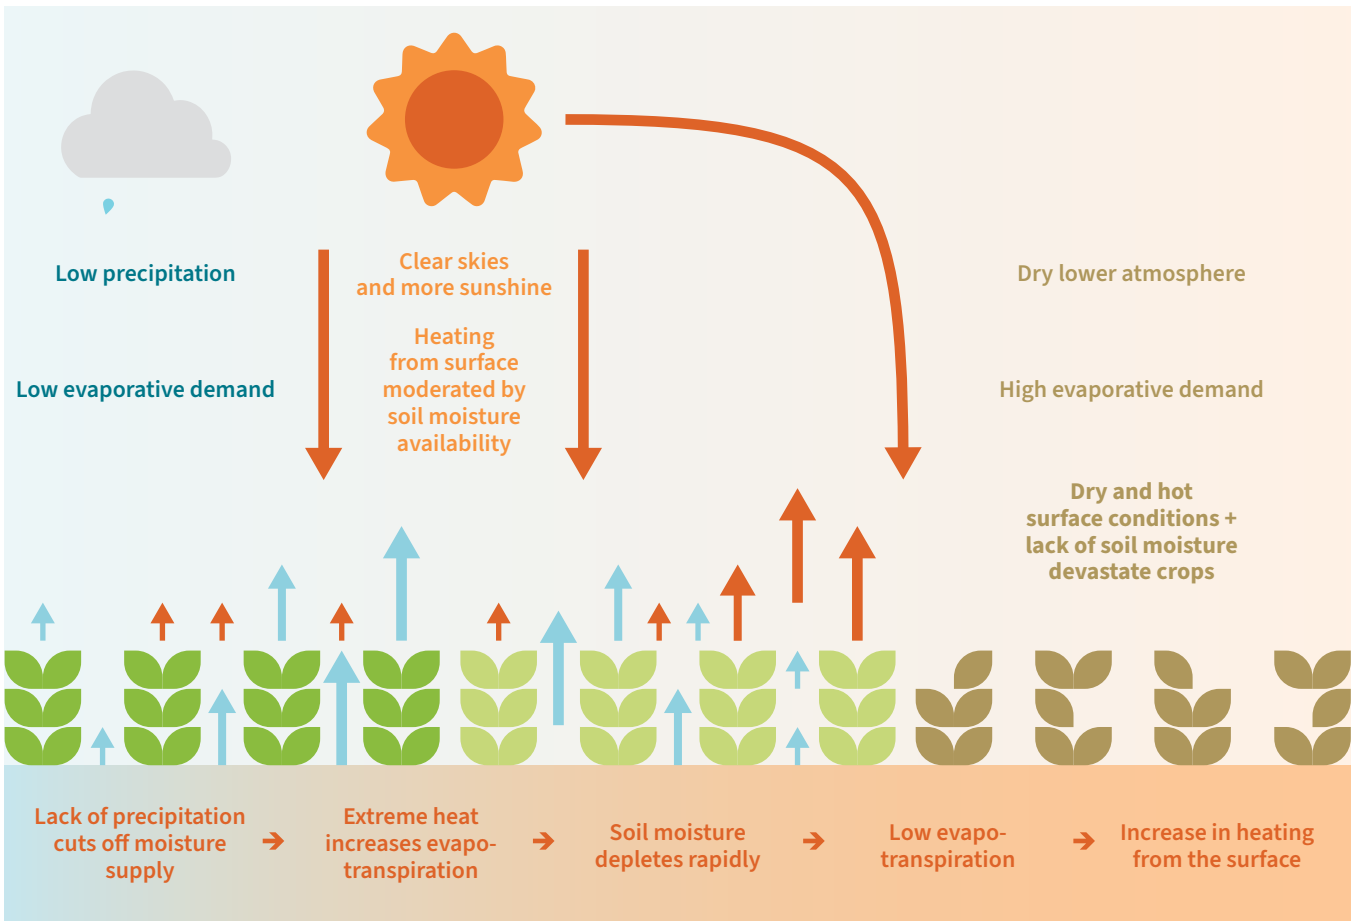 Low precipitation
Low evaporative demand
Clear skies
and more sunshine
Heating
from surface
moderated by
soil moisture
availability
Dry lower atmosphere
High evaporative demand
Dry and hot
surface conditions +
lack of soil moisture
devastate crops
Lack of precipitation
cuts off moisture
supply
Extreme heat
increases evapo-
transpiration
Soil moisture
depletes rapidly
Low evapo-
transpiration
Increase in heating
from the surface